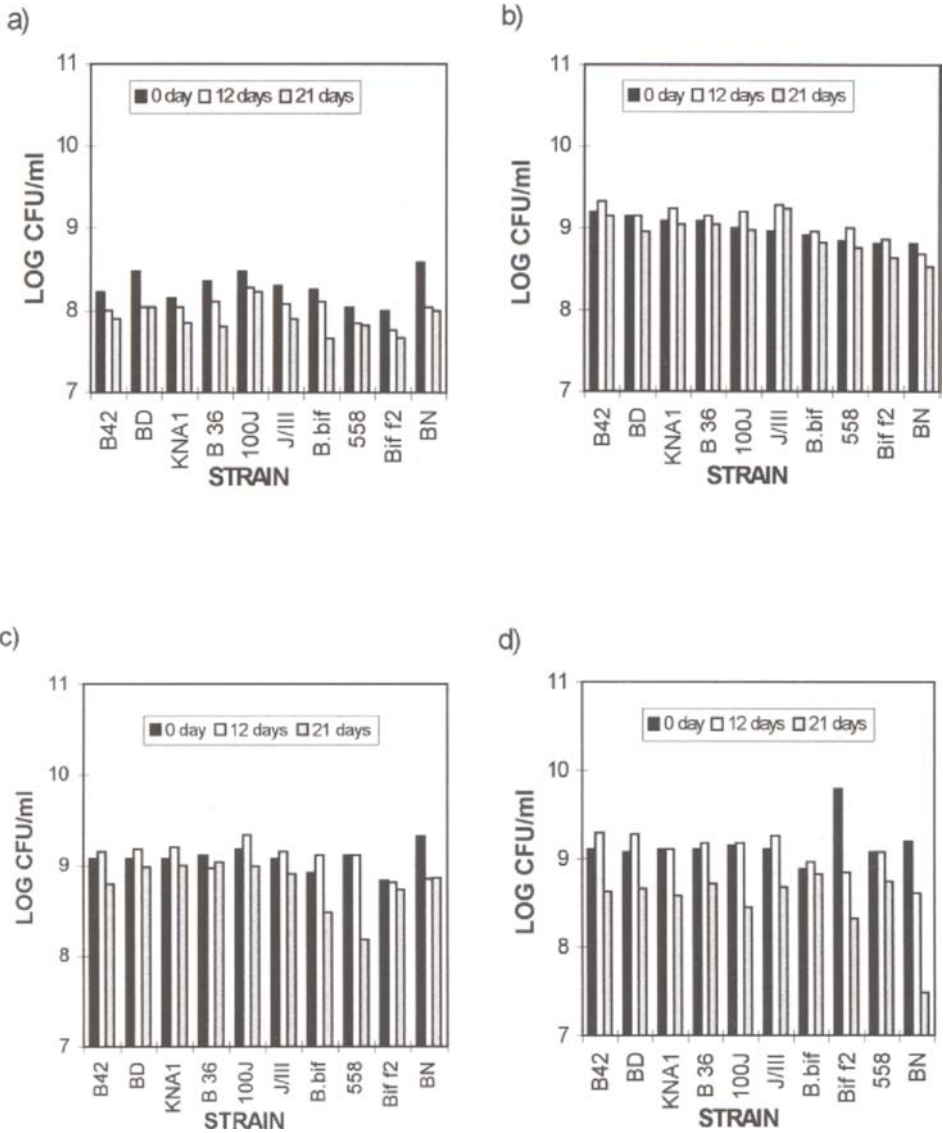 a)
11
10
9
8
7
LOG CFU/ml
0 day 12 days 21 days
B42 BD KNA1 B 36 100J J/III B.bif 558 Bif f2 BN
STRAIN
b)
11
10
9
8
7
LOG CFU/ml
0 day 12 days 21 days
B42 BD KNA1 B 36 100J J/III B.bif 558 Bif f2 BN
STRAIN
c)
11
10
9
8
7
LOG CFU/ml
0 day 12 days 21 days
B42 BD KNA1 B 36 100J J/III B.bif 558 Bif f2 BN
STRAIN
d)
11
10
9
8
7
LOG CFU/ml
0 day 12 days 21 days
B42 BD KNA1 B 36 100J J/III B.bif Bif f2 558 BN
STRAIN